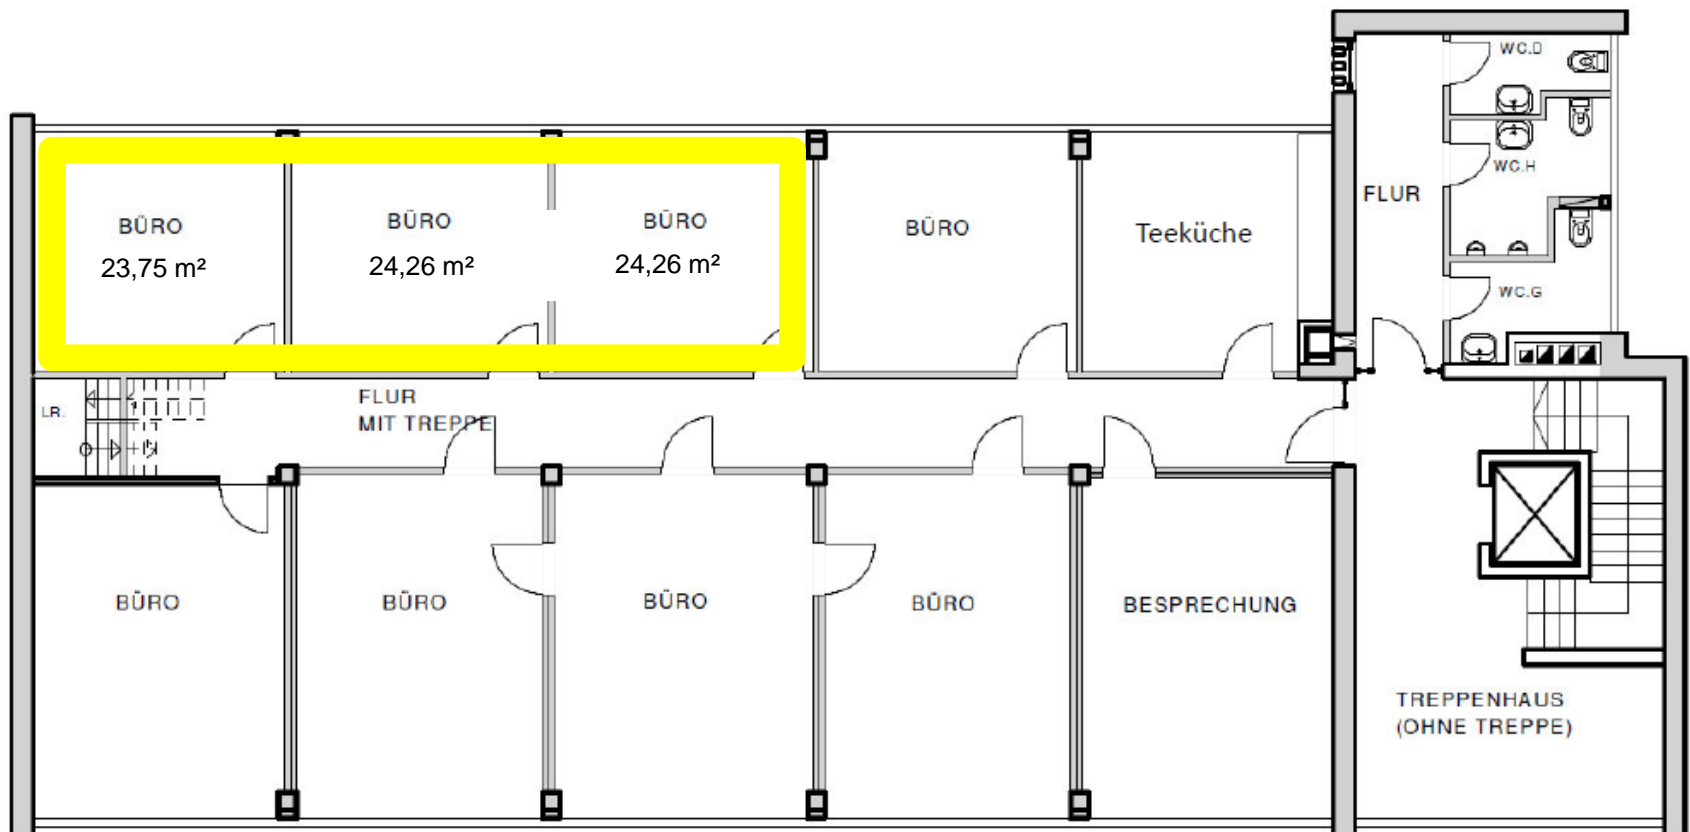 WC.D
WC.H
FLUR
BÜRO
23,75 m²
BÜRO
24,26 m²
BÜRO
24,26 m²
BÜRO
Teeküche
WC.G
LR.
FLUR
MIT TREPPE
BÜRO
BÜRO
BÜRO
BÜRO
BESPRECHUNG
TREPPENHAUS
(OHNE TREPPE)